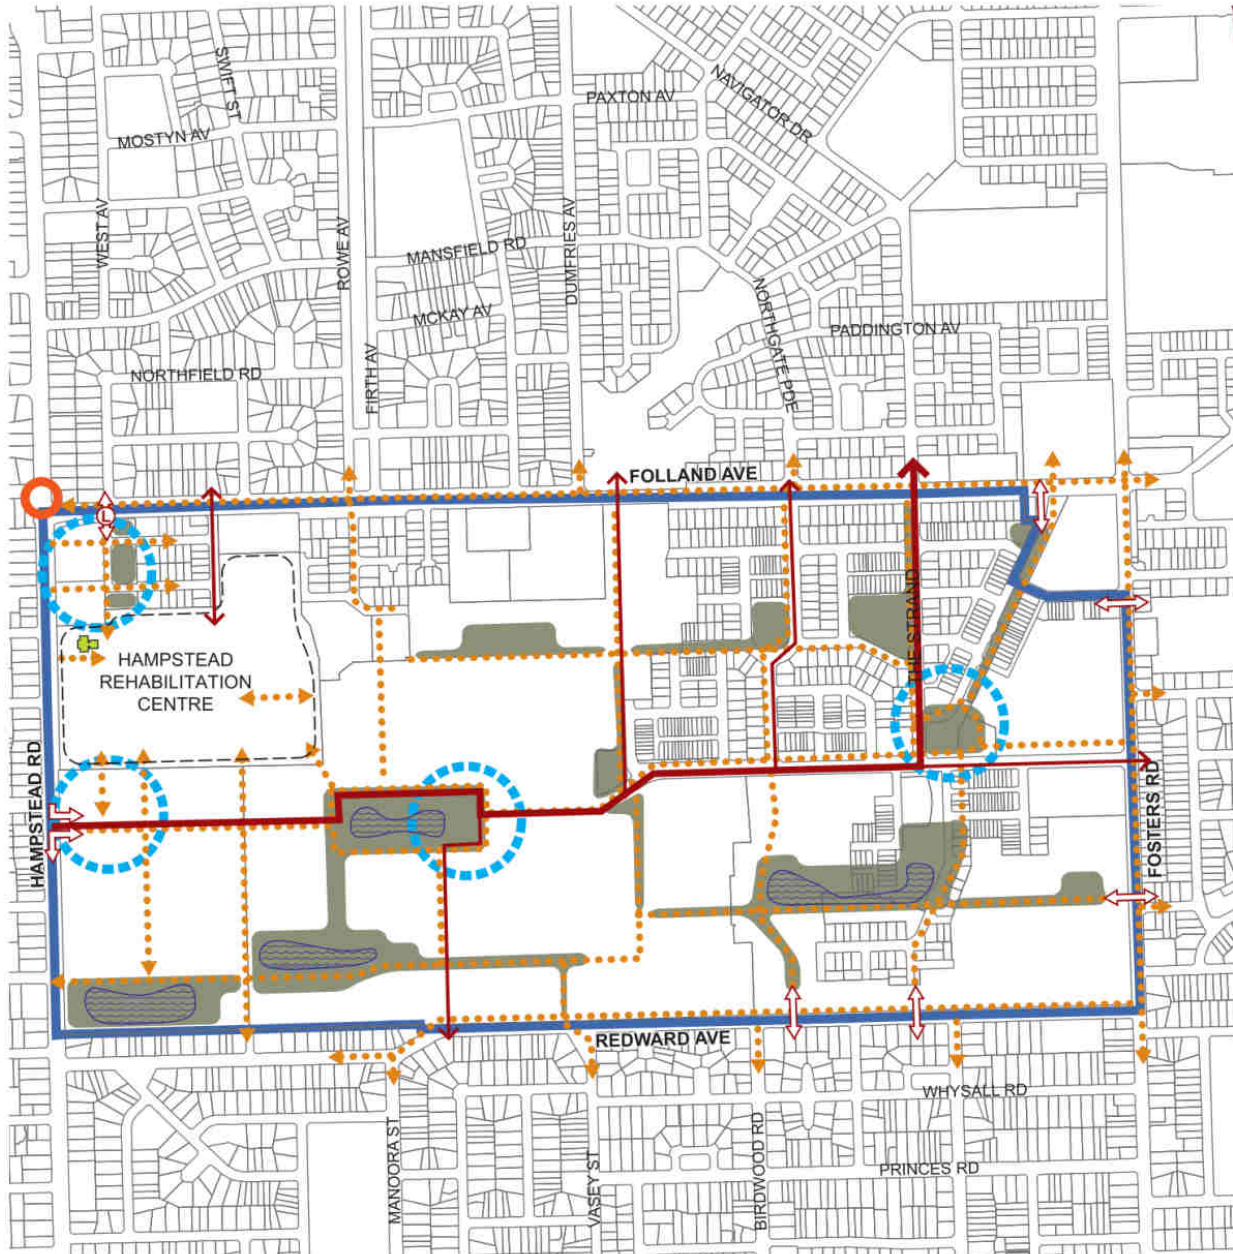 SWIFT ST
MOSTYN AV
PAXTON AV
NAVIGATOR DR
WEST AV
ROWE AV
MANSFIELD RD
DUMFRIES AV
MCKAY AV
NORTHGATE PDE
PADDINGTON AV
NORTHFIELD RD
FIRTH AV
FOLLAND AVE
L
THE STRAND
HAMPSTEAD
REHABILITATION
CENTRE
HAMPSTEAD RD
FOSTERS RD
REDWARD AVE
WHYSALL RD
MANOORA ST
VASEY ST
BIRDWOOD RD
PRINCES RD